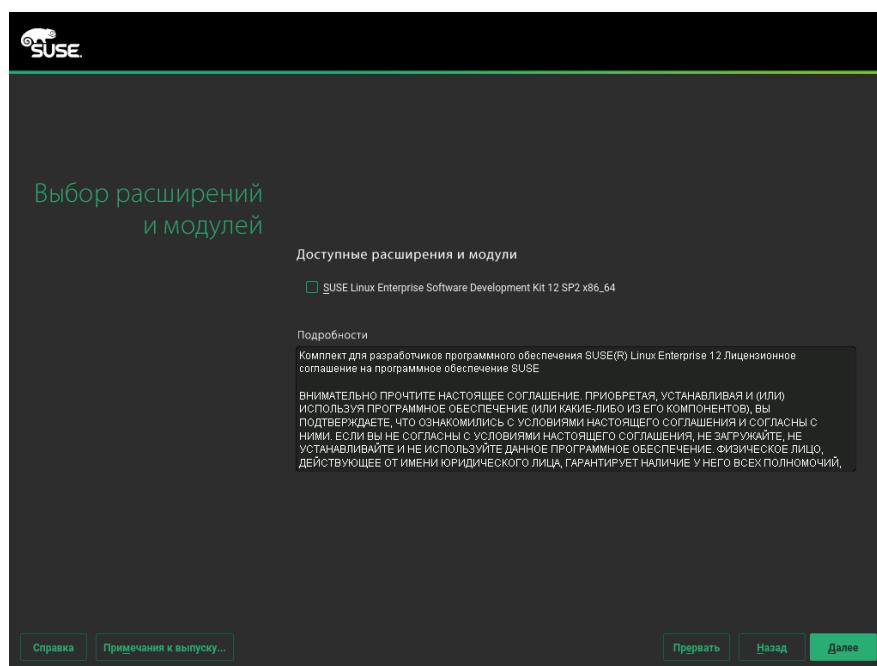 SUSE.
Выбор расширений
и модулей
Доступные расширения и модули
SUSE Linux Enterprise Software Development Kit 12 SP2 x86_64
Подробности
Комплект для разработчиков программного обеспечения SUSE(R) Linux Enterprise 12 Лицензионное
соглашение на программное обеспечение SUSE
ВНИМАТЕЛЬНО ПРОЧТИТЕ НАСТОЯЩЕЕ СОГЛАШЕНИЕ. ПРИОБРЕТАЯ, УСТАНАВЛИВАЯ И (ИЛИ)
ИСПОЛЬЗУЯ ПРОГРАММНОЕ ОБЕСПЕЧЕНИЕ (ИЛИ КАКИЕ-ЛИБО ИЗ ЕГО КОМПОНЕНТОВ), ВЫ
ПОДТВЕРЖДАЕТЕ, ЧТО ОЗНАКОМИЛИСЬ С УСЛОВИЯМИ НАСТОЯЩЕГО СОГЛАШЕНИЯ И СОГЛАСНЫ С
НИМИ. ЕСЛИ ВЫ НЕ СОГЛАСНЫ С УСЛОВИЯМИ НАСТОЯЩЕГО СОГЛАШЕНИЯ, НЕ ЗАГРУЖАЙТЕ, НЕ
УСТАНАВЛИВАЙТЕ И НЕ ИСПОЛЬЗУЙТЕ ДАННОЕ ПРОГРАММНОЕ ОБЕСПЕЧЕНИЕ. ФИЗИЧЕСКОЕ ЛИЦО,
ДЕЙСТВУЮЩЕЕ ОТ ИМЕНИ ЮРИДИЧЕСКОГО ЛИЦА, ГАРАНТИРУЕТ НАЛИЧИЕ У НЕГО ВСЕХ ПОЛНОМОЧИЙ,
Справка
Примечания к выпуску...
Прервать
Назад
Далее